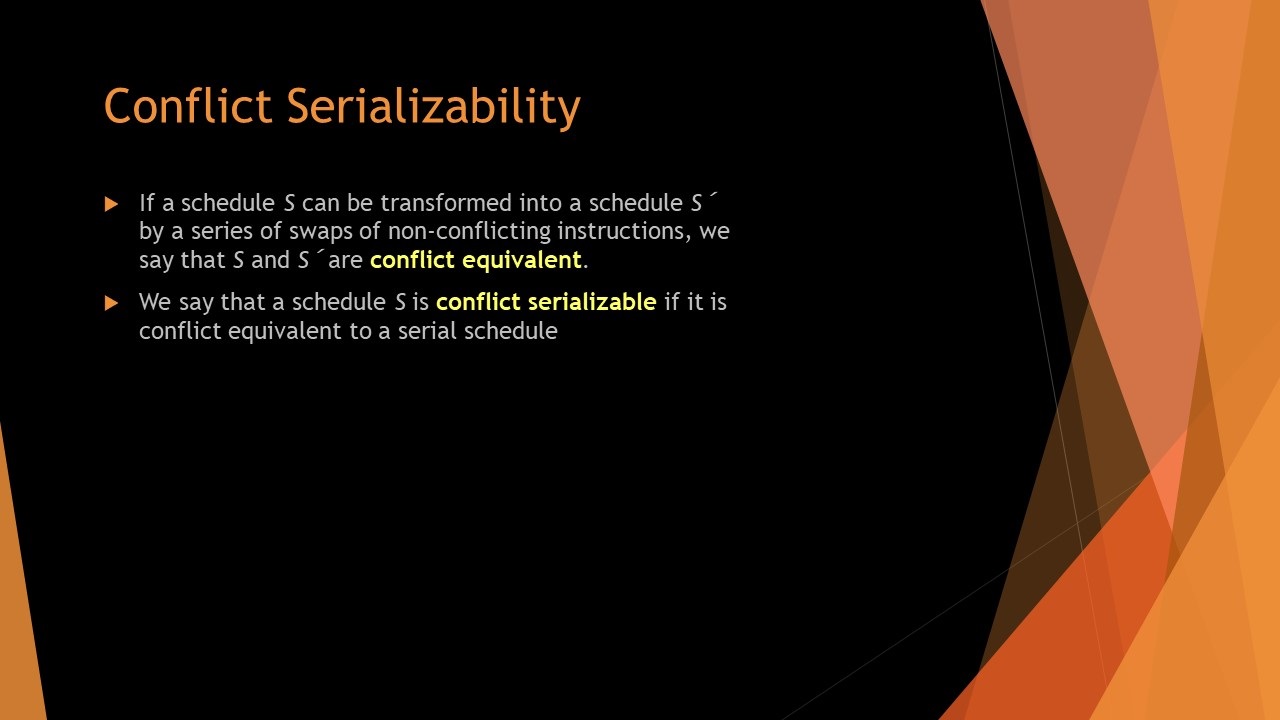 Conflict Serializability
If a schedule S can be transformed into a schedule S´
by a series of swaps of non-conflicting instructions, we
say that S and S´ are conflict equivalent.
We say that a schedule S is conflict serializable if it is
conflict equivalent to a serial schedule